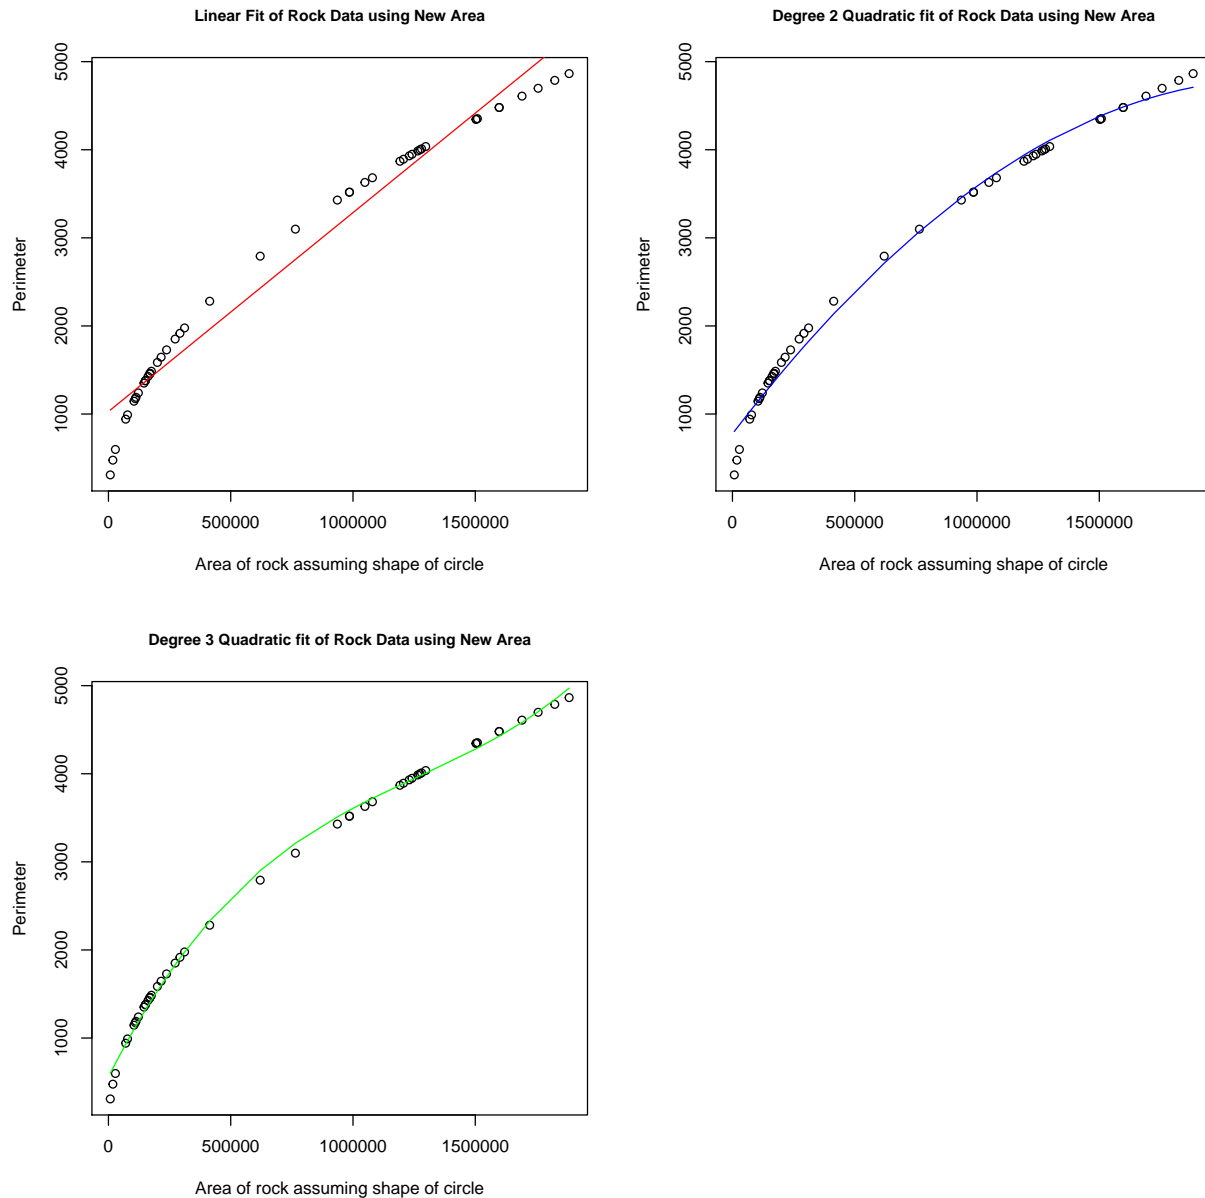 Linear Fit of Rock Data using New Area
Perimeter
5000
4000
3000
2000
1000
0 500000 1000000 1500000
Area of rock assuming shape of circle
Degree 2 Quadratic fit of Rock Data using New Area
Perimeter
5000
4000
3000
2000
1000
0 500000 1000000 1500000
Area of rock assuming shape of circle
Degree 3 Quadratic fit of Rock Data using New Area
Perimeter
5000
4000
3000
2000
1000
0 500000 1000000 1500000
Area of rock assuming shape of circle